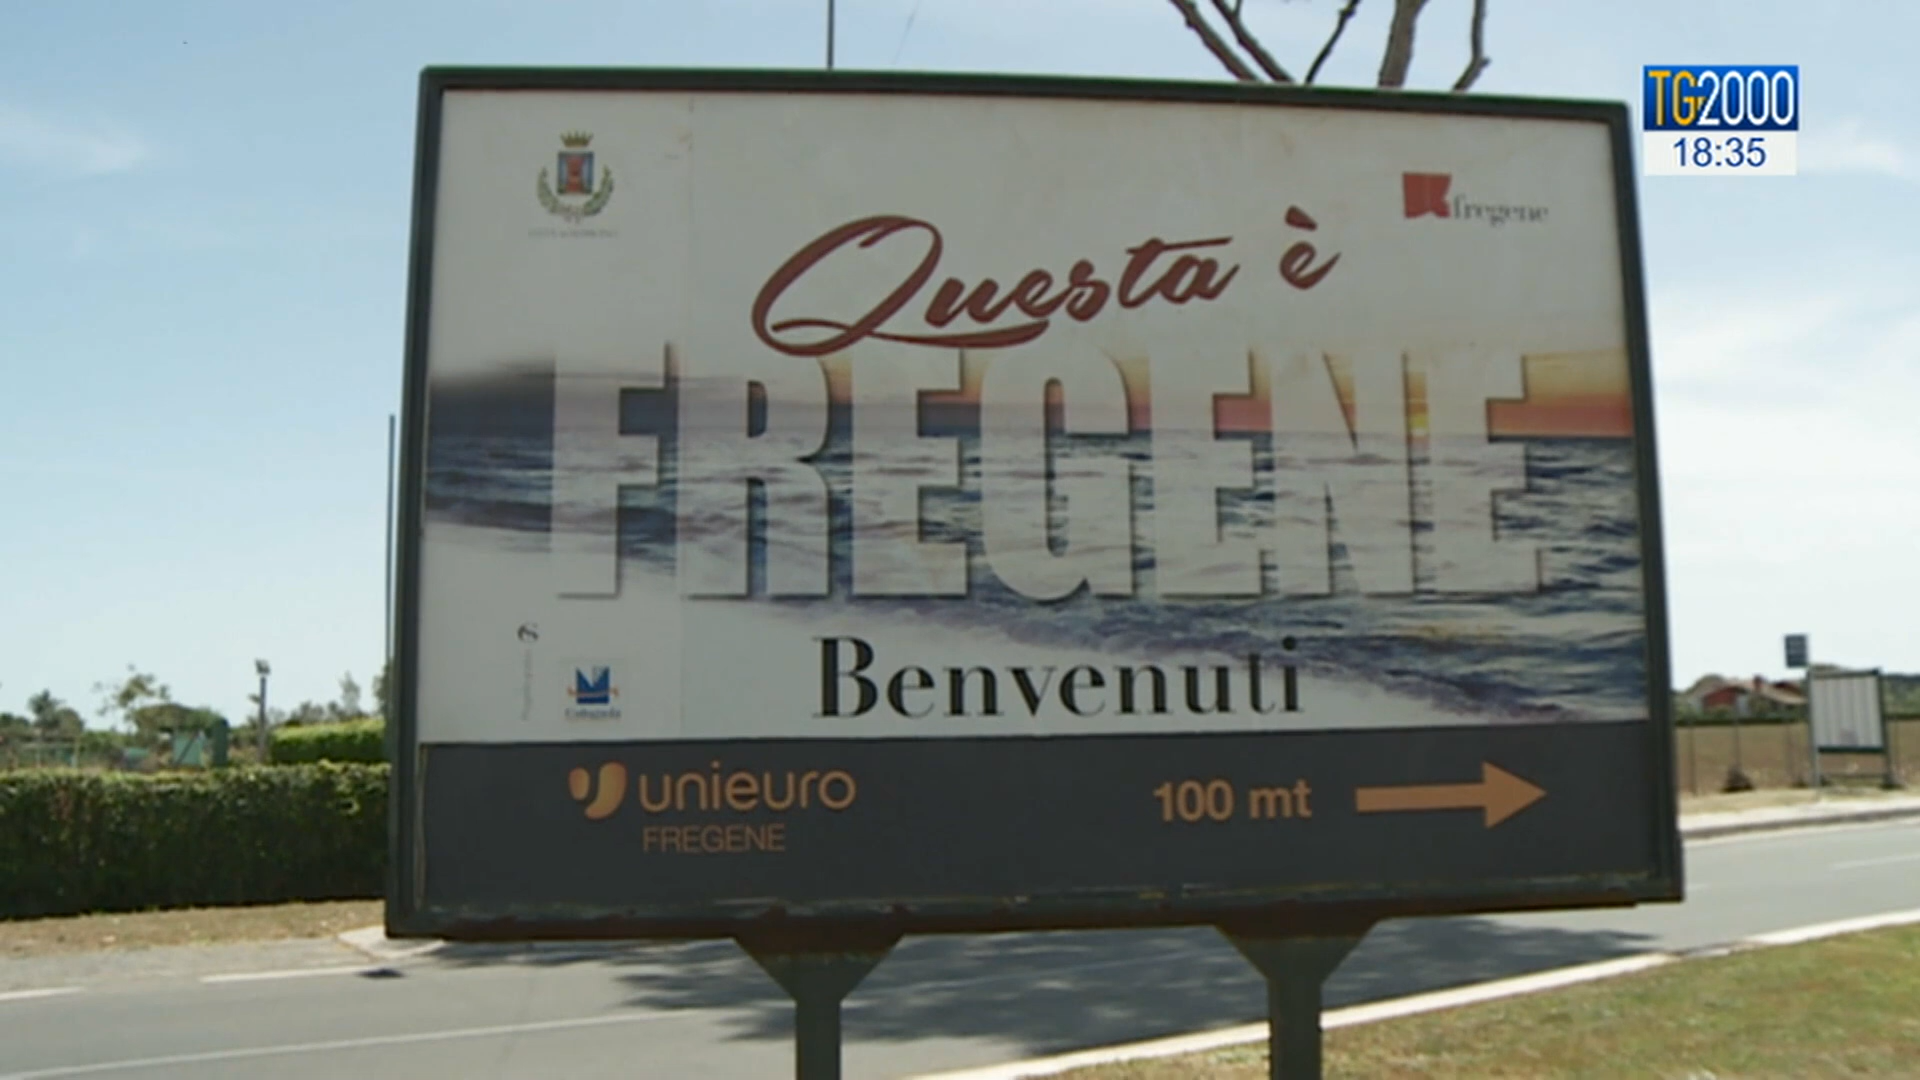 TG2000
18:35
fregene
Questa è
FREGENE
Benvenuti
unieuro
FREGENE
100 mt